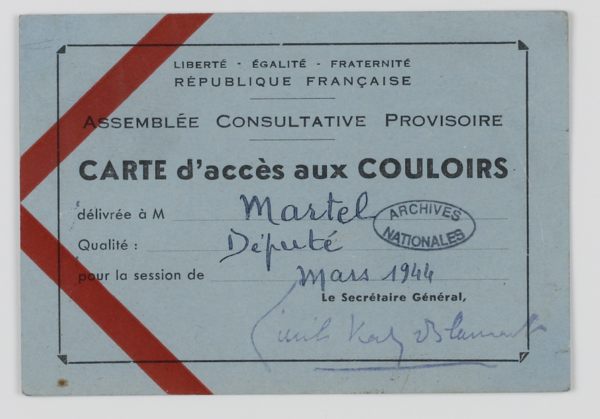 LIBERTÉ - ÉGALITÉ - FRATERNITÉ
RÉPUBLIQUE FRANÇAISE
ASSEMBLÉE CONSULTATIVE PROVISOIRE
CARTE d'accès aux COULOIRS
délivrée à M Martel
ARCHIVES
NATIONALES
Qualité : Député
pour la session de Mars 1944
Le Secrétaire Général,